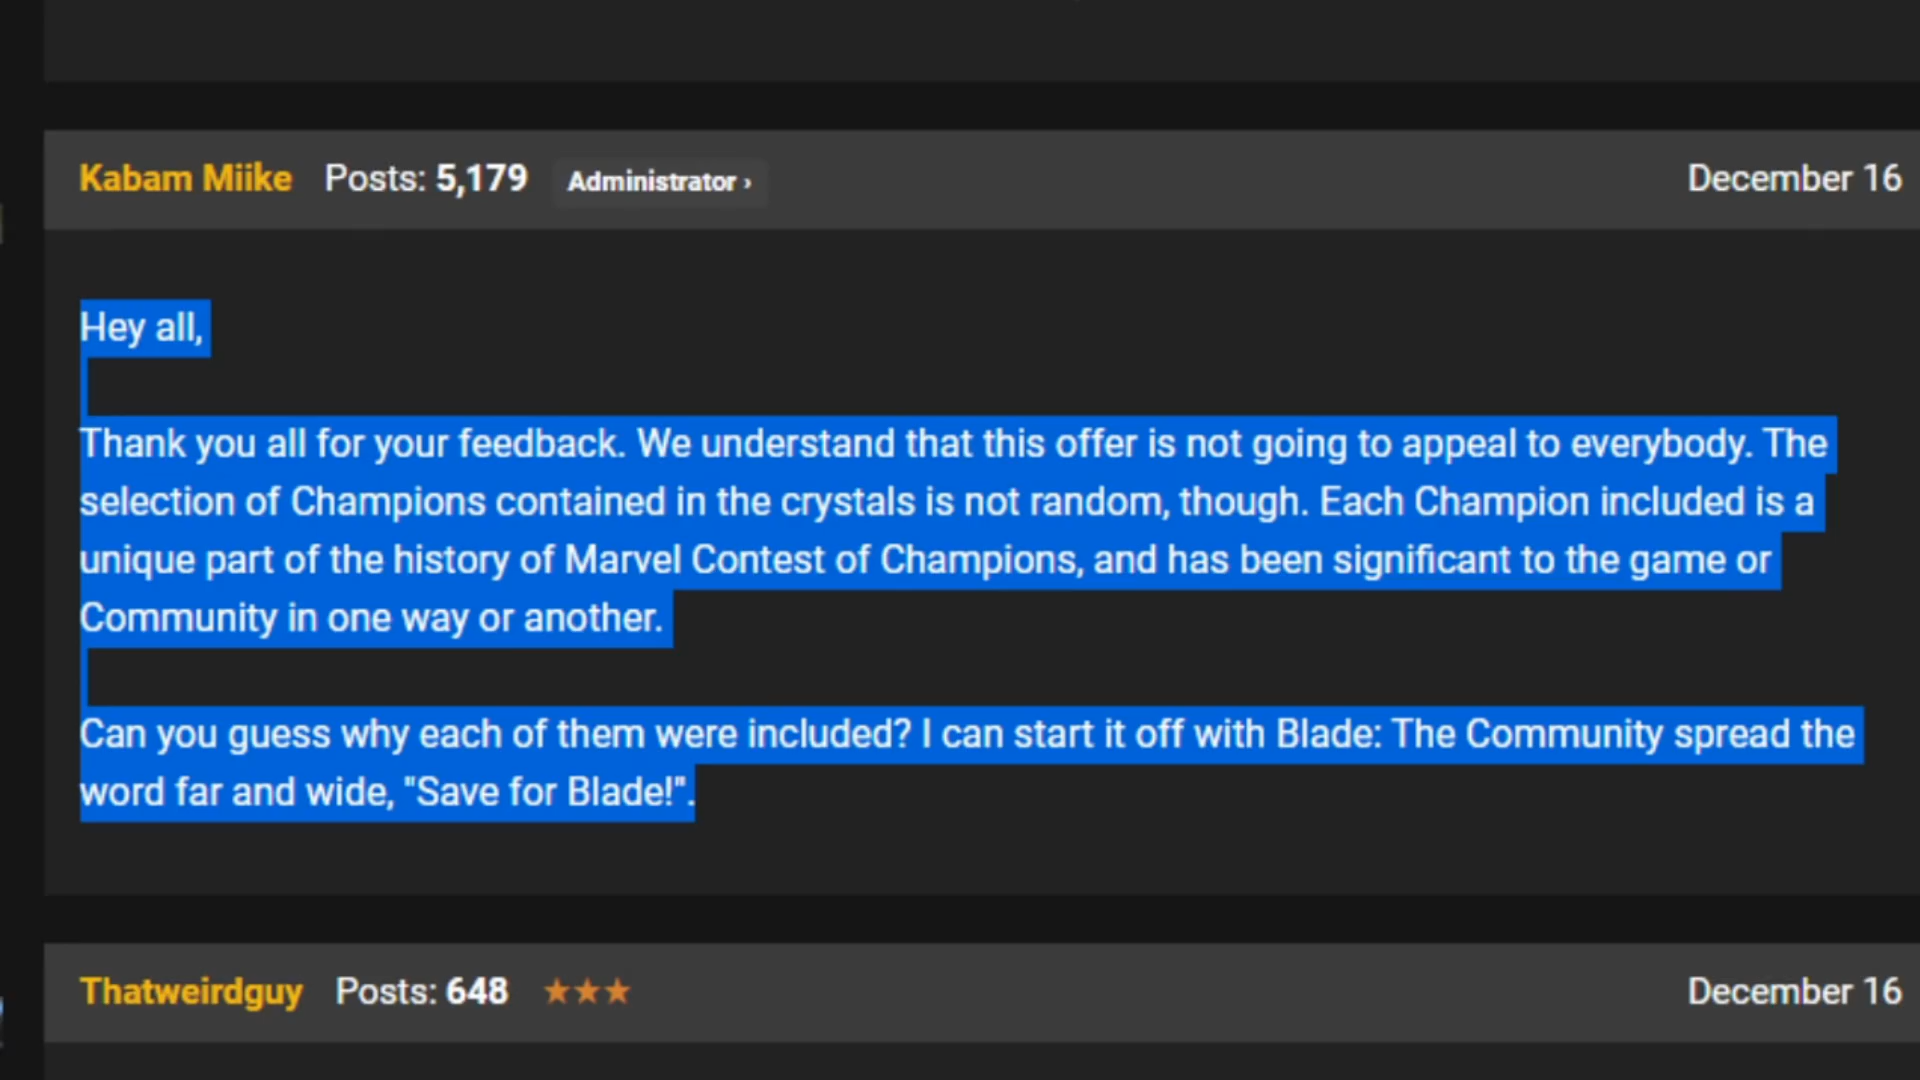 Kabam Miike Posts: 5,179 Administrator › December 16
Hey all,
Thank you all for your feedback. We understand that this offer is not going to appeal to everybody. The
selection of Champions contained in the crystals is not random, though. Each Champion included is a
unique part of the history of Marvel Contest of Champions, and has been significant to the game or
Community in one way or another.
Can you guess why each of them were included? I can start it off with Blade: The Community spread the
word far and wide, "Save for Blade!".
Thatweirdguy Posts: 648 ★★★ December 16